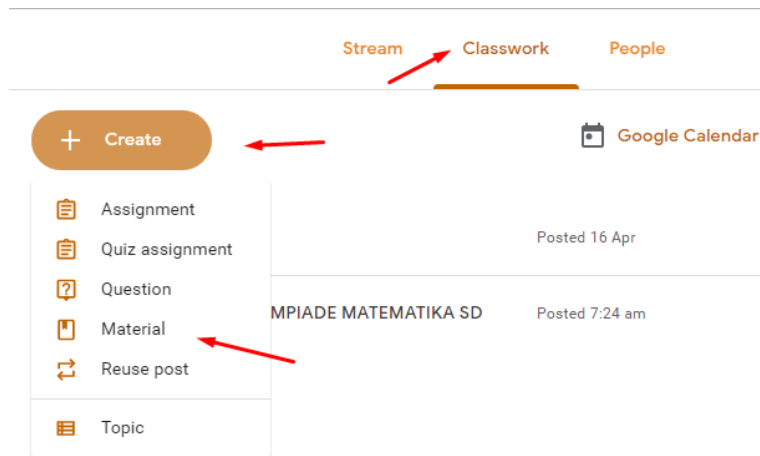 Stream Classwork People
+ Create
Google Calendar
Assignment
Quiz assignment
Posted 16 Apr
Question
Material
MPIADE MATEMATIKA SD
Posted 7:24 am
Reuse post
Topic